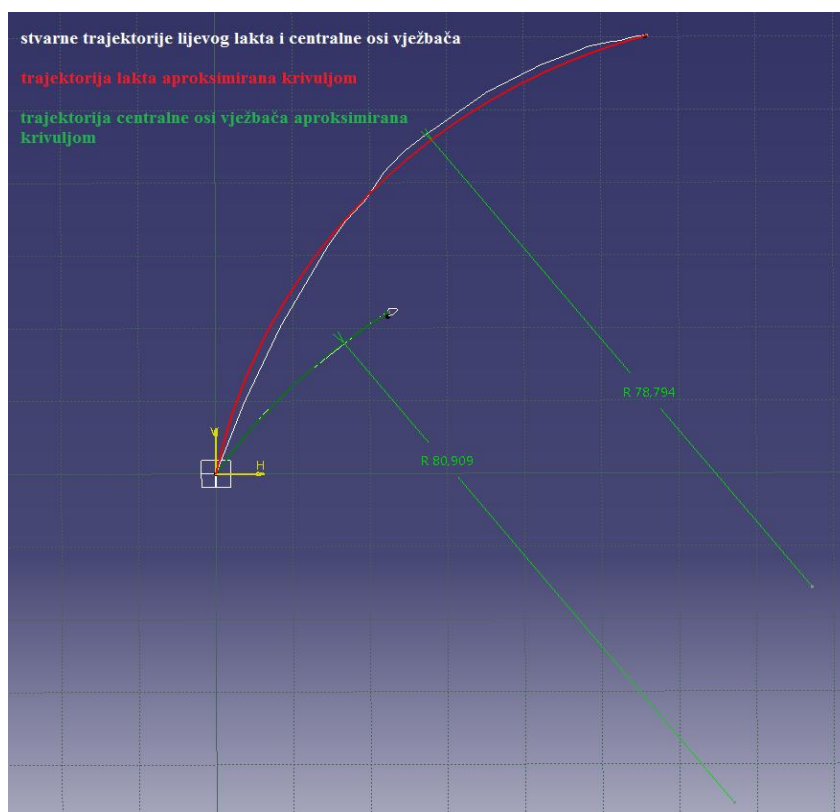 stvarne trajektorije lijevog lakta i centralne osi vježbača
trajektorija lakta aproksimirana krivuljom
trajektorija centralne osi vježbača aproksimirana
krivuljom
V
H
R 78,794
R 80,909